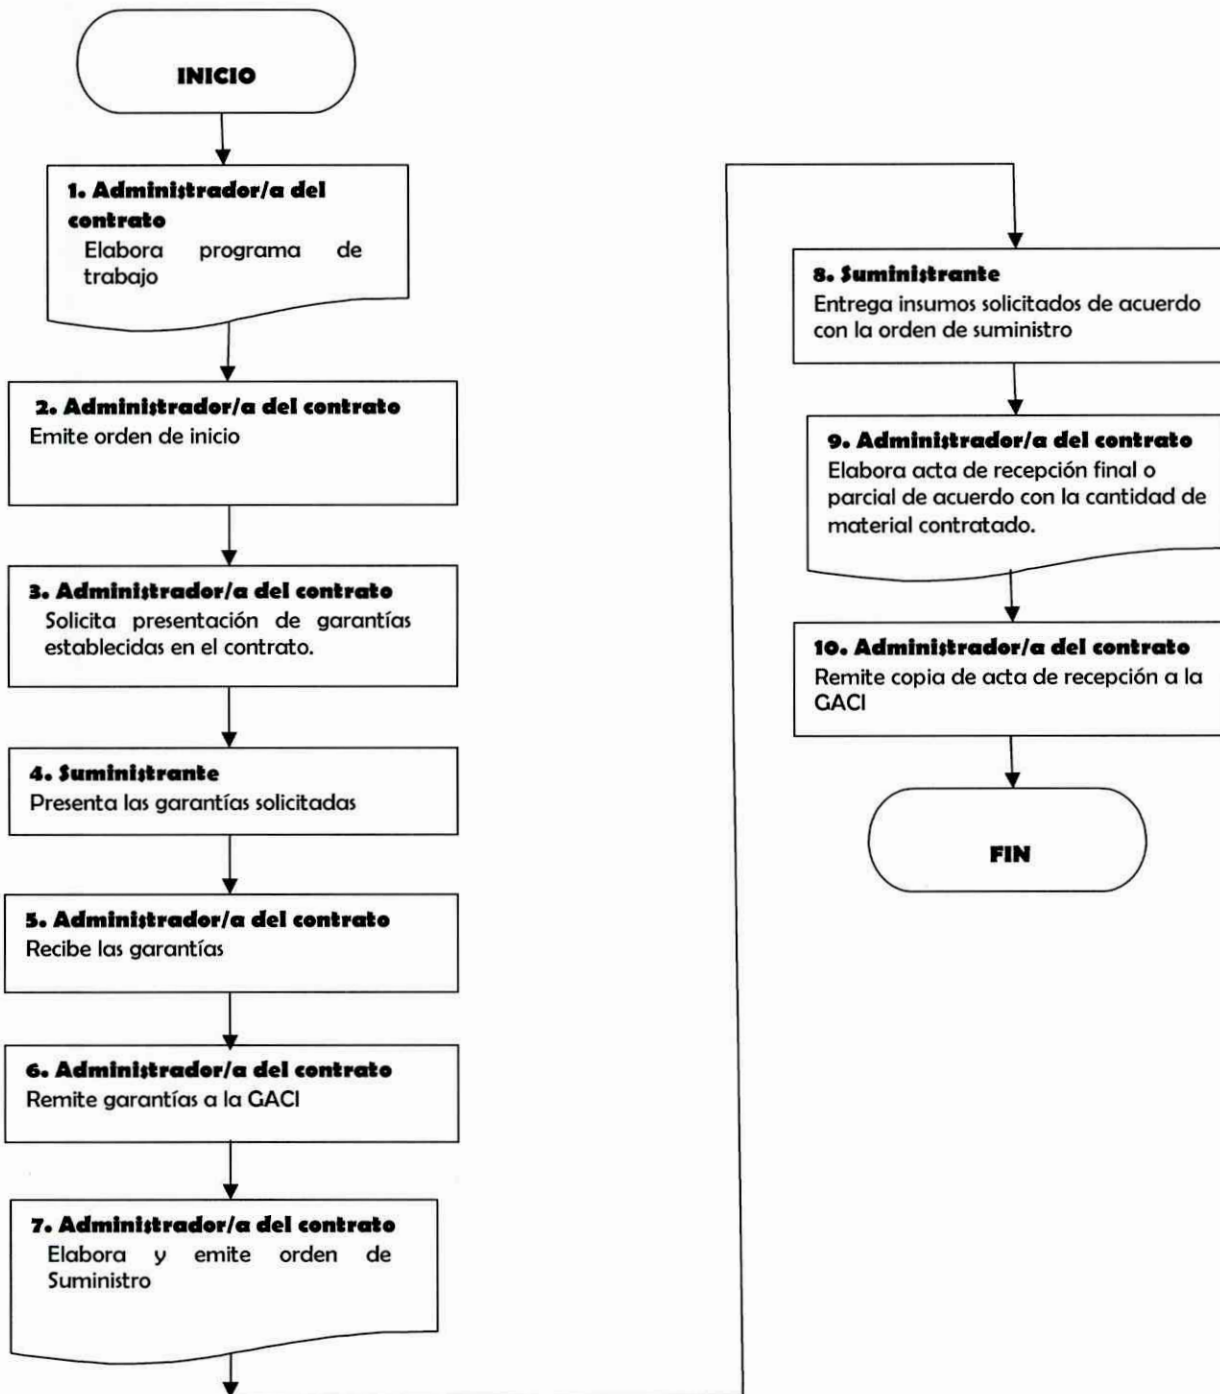 INICIO
1. Administrador/a del
contrato
Elabora programa de
trabajo
2. Administrador/a del contrato
Emite orden de inicio
3. Administrador/a del contrato
Solicita presentación de garantías
establecidas en el contrato.
4. Suministrante
Presenta las garantías solicitadas
5. Administrador/a del contrato
Recibe las garantías
6. Administrador/a del contrato
Remite garantías a la GACI
7. Administrador/a del contrato
Elabora y emite orden de
Suministro
8. Suministrante
Entrega insumos solicitados de acuerdo
con la orden de suministro
9. Administrador/a del contrato
Elabora acta de recepción final o
parcial de acuerdo con la cantidad de
material contratado.
10. Administrador/a del contrato
Remite copia de acta de recepción a la
GACI
FIN